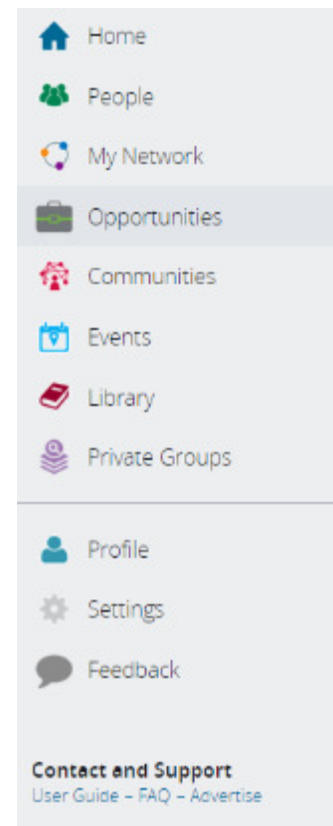 Home
People
My Network
Opportunities
Communities
Events
Library
Private Groups
Profile
Settings
Feedback
Contact and Support
User Guide – FAQ – Advertise